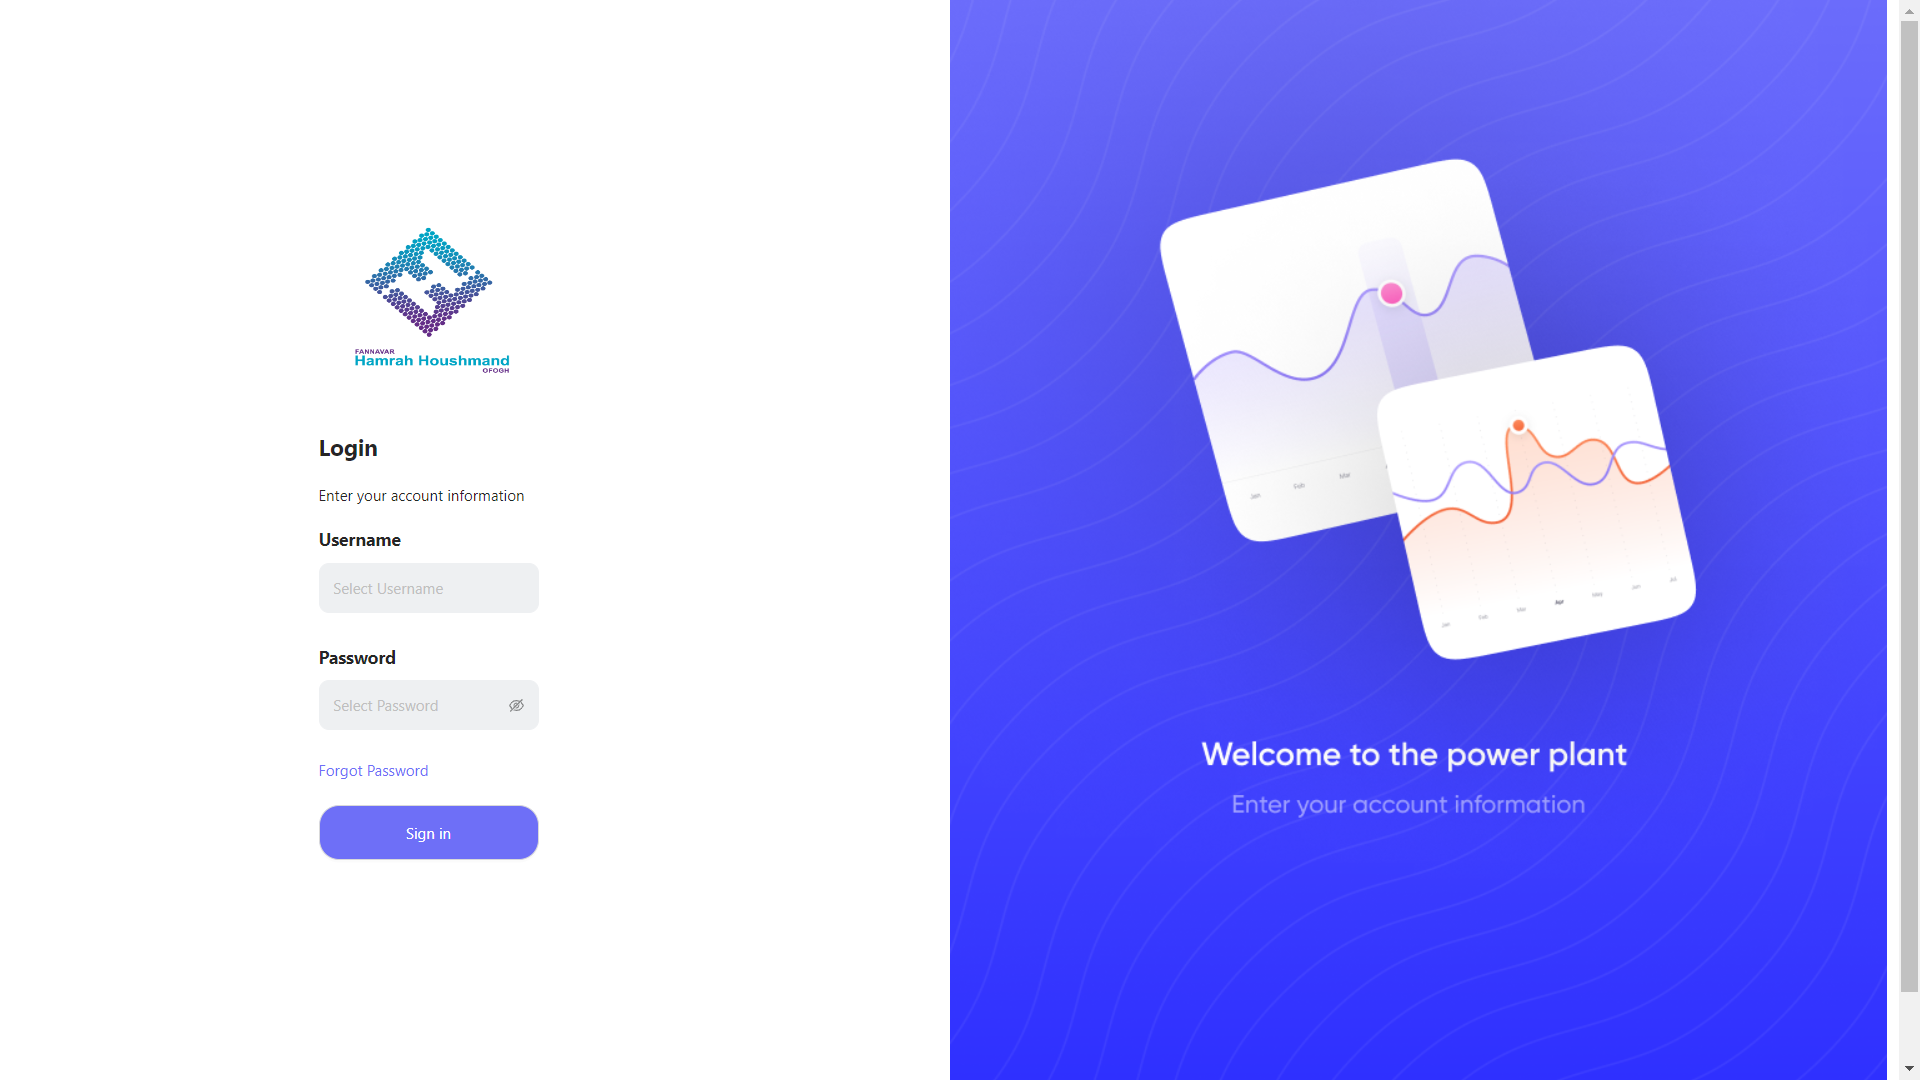 FANNAVAR
Hamrah Houshmand
OFOGH
Login
Enter your account information
Username
Select Username
Password
Select Password
Forgot Password
Sign in
Jan Feb Mar
Jan Feb Mar Apr May Jun Jul
Welcome to the power plant
Enter your account information